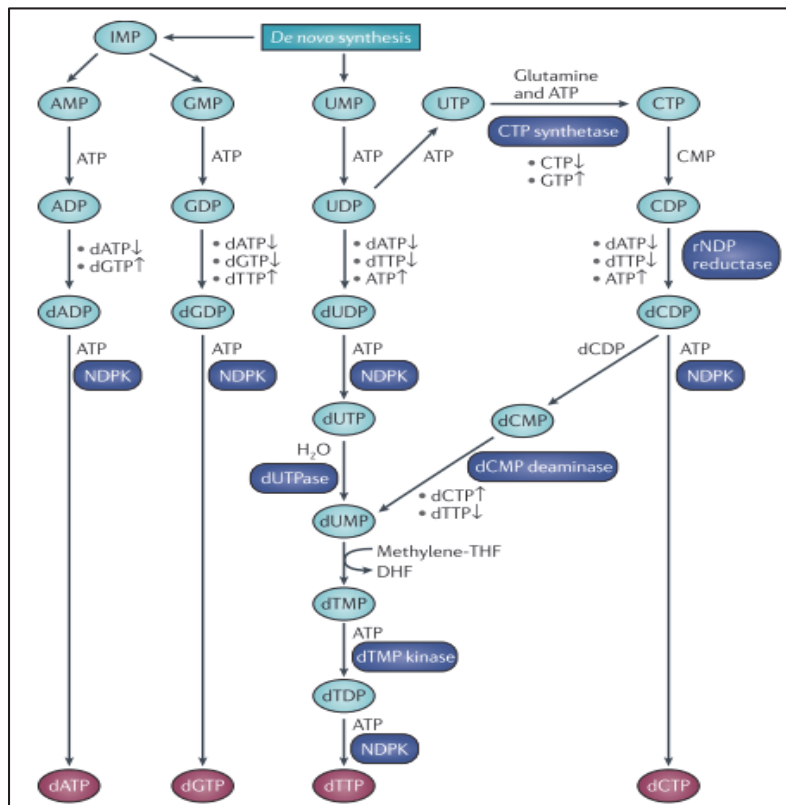 IMP
De novo synthesis
AMP
GMP
UMP
UTP
Glutamine
and ATP
CTP
CTP synthetase
• CTP↓
• GTP↑
ATP
ATP
ATP
ATP
CMP
ADP
GDP
UDP
CDP
• dATP↓
• dGTP↑
• dATP↓
• dGTP↓
• dTTP↑
• dATP↓
• dTTP↓
• ATP↑
• dATP↓
• dTTP↓
• ATP↑
rNDP
reductase
dADP
dGDP
dUDP
dCDP
ATP
NDPK
ATP
NDPK
ATP
NDPK
dCDP
ATP
NDPK
dUTP
dCMP
H₂O
dUTPase
dCMP deaminase
• dCTP↑
• dTTP↓
dUMP
Methylene-THF
DHF
dTMP
ATP
dTMP kinase
dTDP
ATP
NDPK
dATP
dGTP
dTTP
dCTP